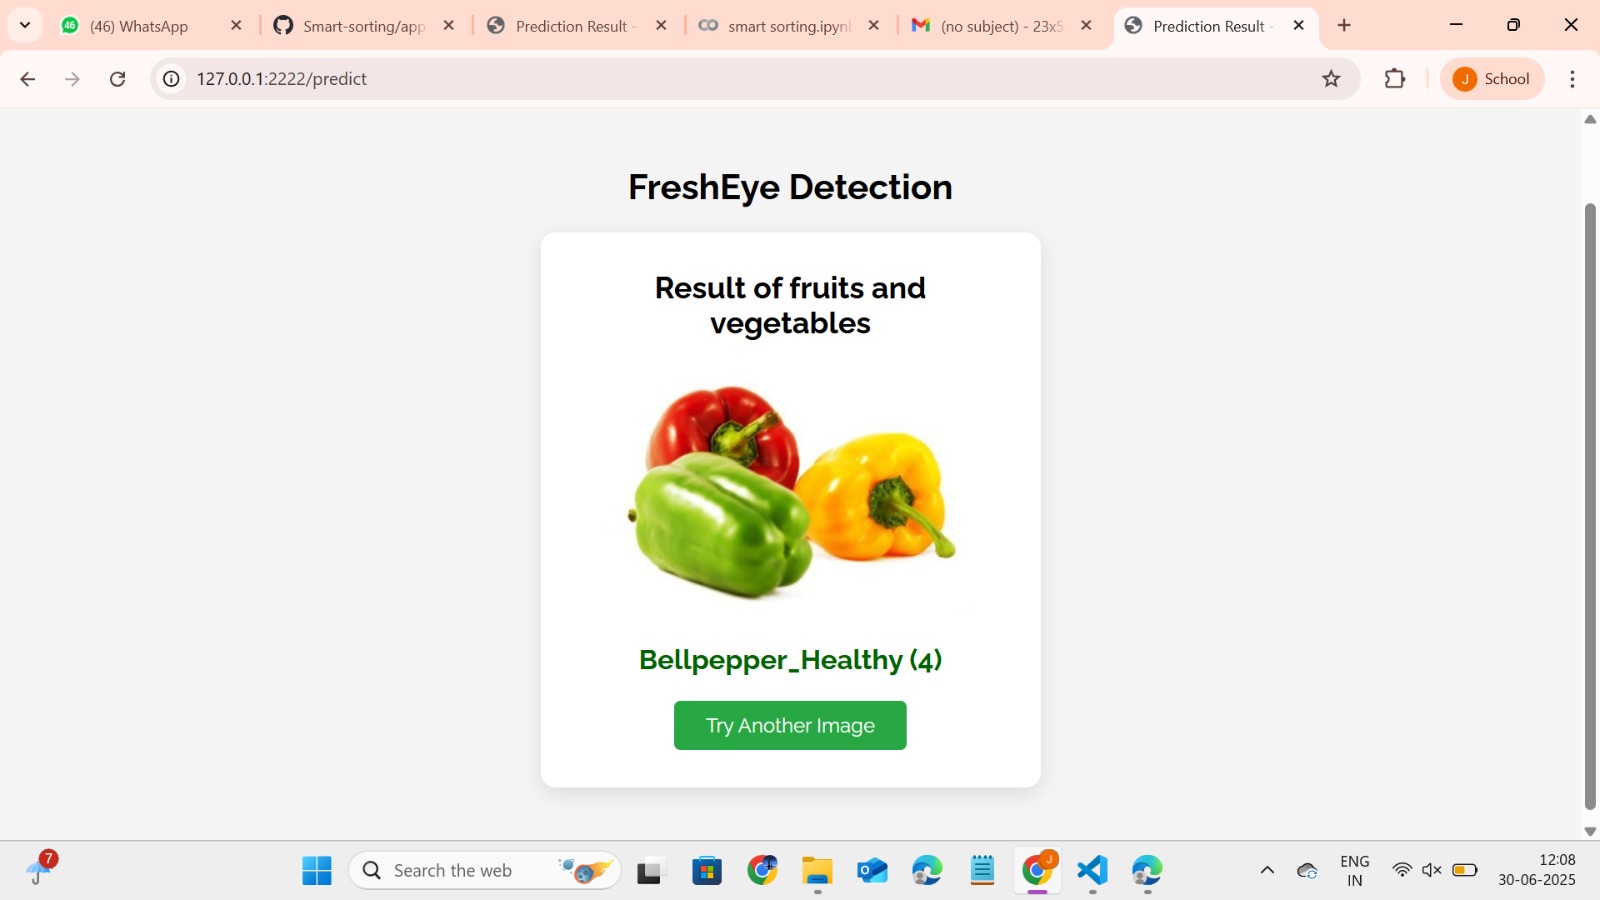 46
(46) WhatsApp
Smart-sorting/app
Prediction Result -
smart sorting.ipynl
(no subject) - 23x5
Prediction Result -
127.0.0.1:2222/predict
J
School
FreshEye Detection
Result of fruits and
vegetables
Bellpepper_Healthy (4)
Try Another Image
7
Search the web
J
ENG
IN
12:08
30-06-2025